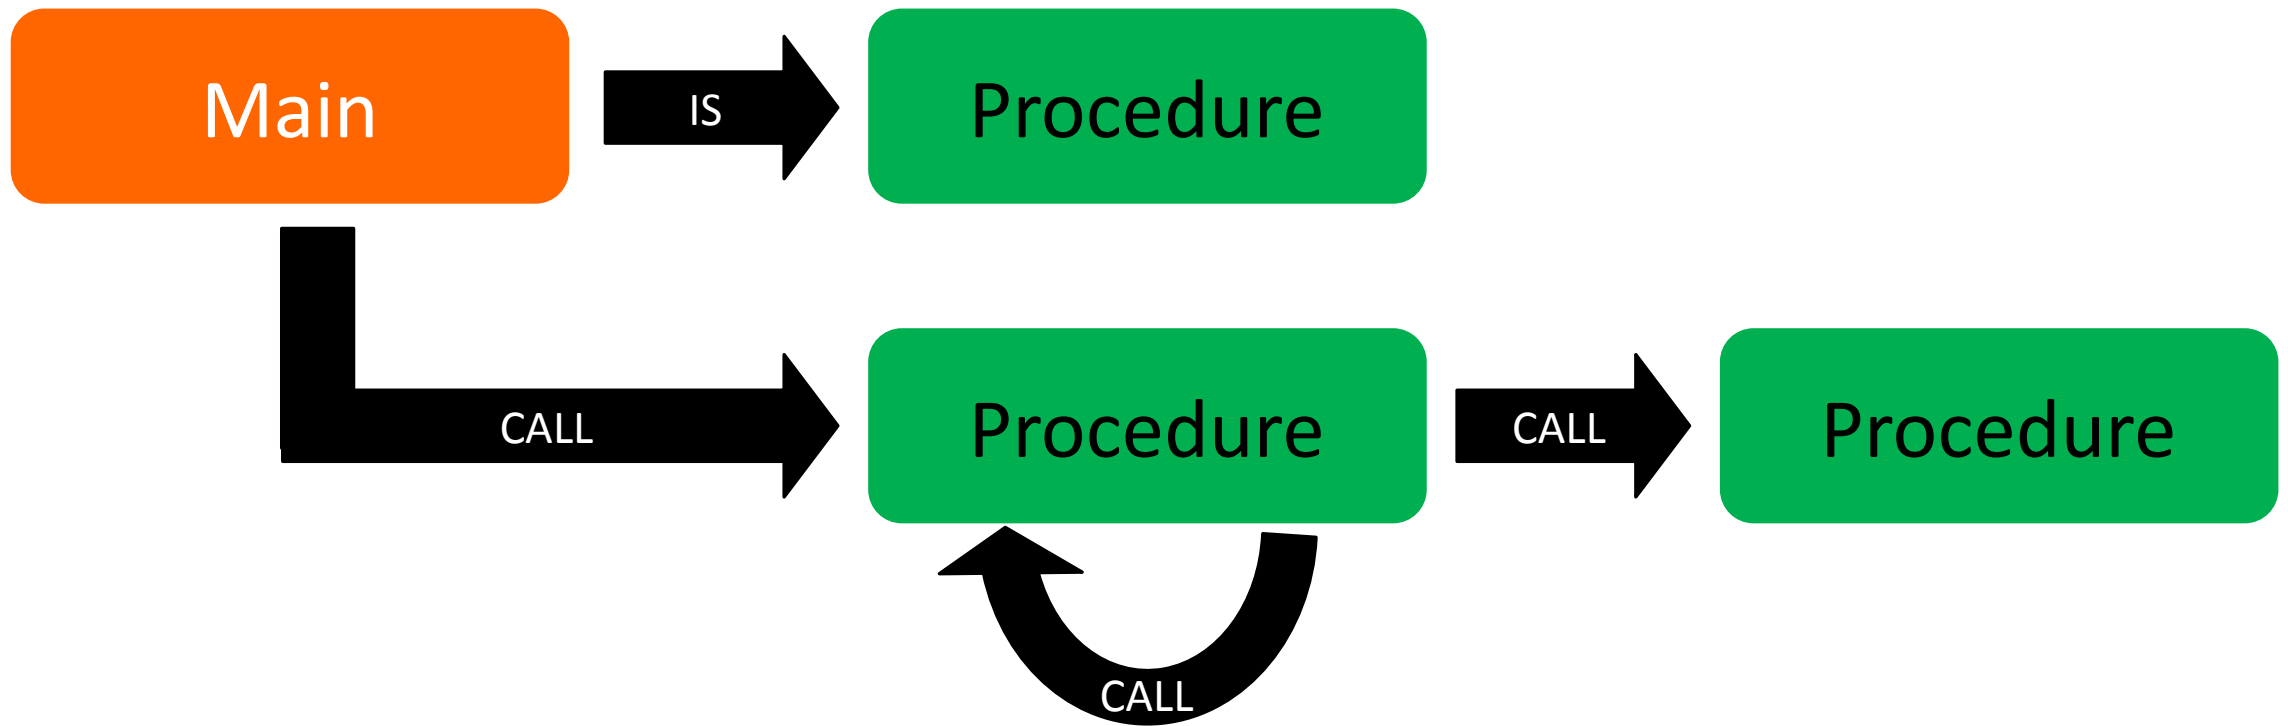 Main
IS
Procedure
CALL
Procedure
CALL
Procedure
CALL